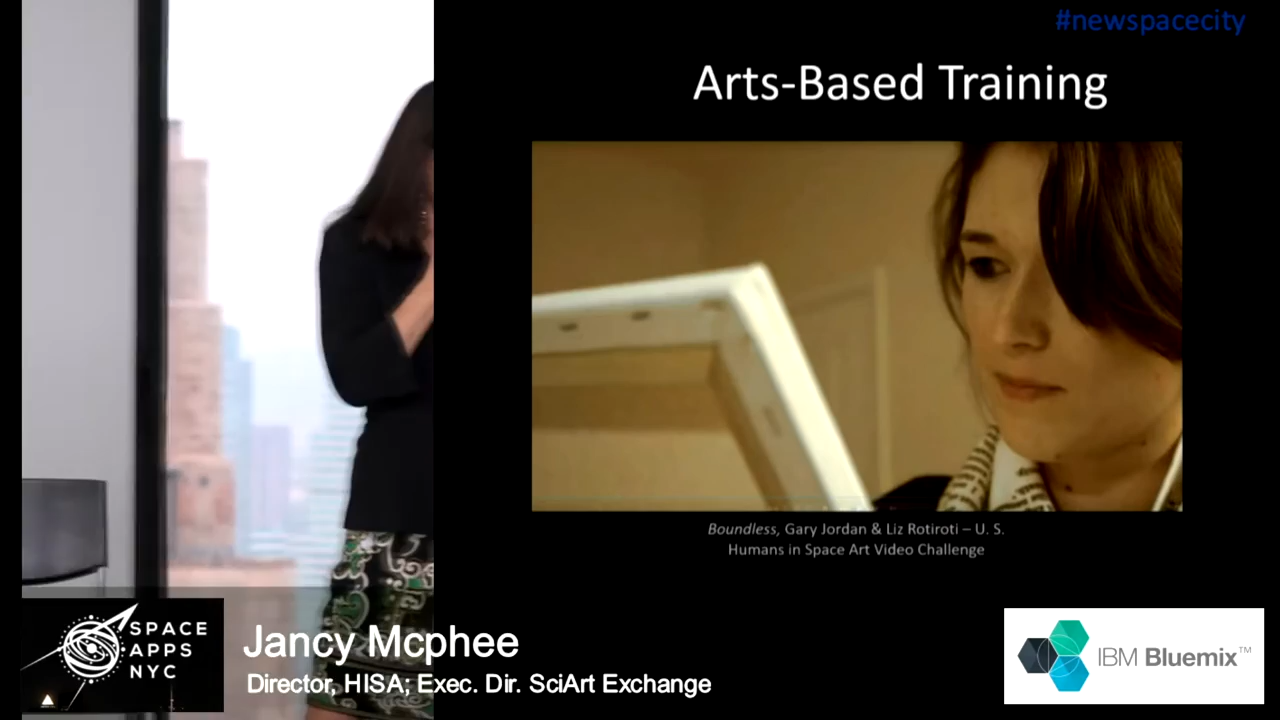 #newspacecity
Arts-Based Training
Boundless, Gary Jordan & Liz Rotiroti – U. S.
Humans in Space Art Video Challenge
SPACE
APPS
NYC
Jancy Mcphee
Director, HISA; Exec. Dir. SciArt Exchange
IBM Bluemix™